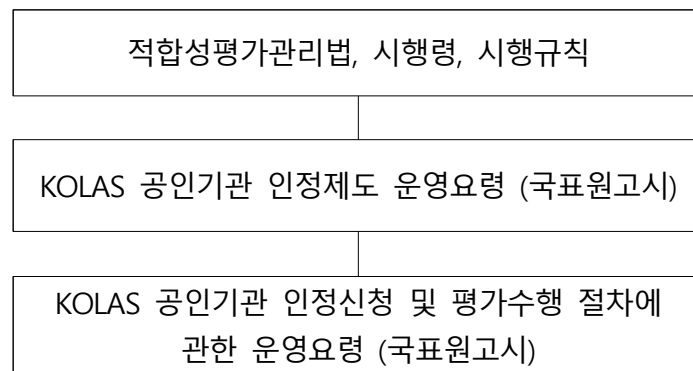 적합성평가관리법, 시행령, 시행규칙
KOLAS 공인기관 인정제도 운영요령 (국표원고시)
KOLAS 공인기관 인정신청 및 평가수행 절차에
관한 운영요령 (국표원고시)